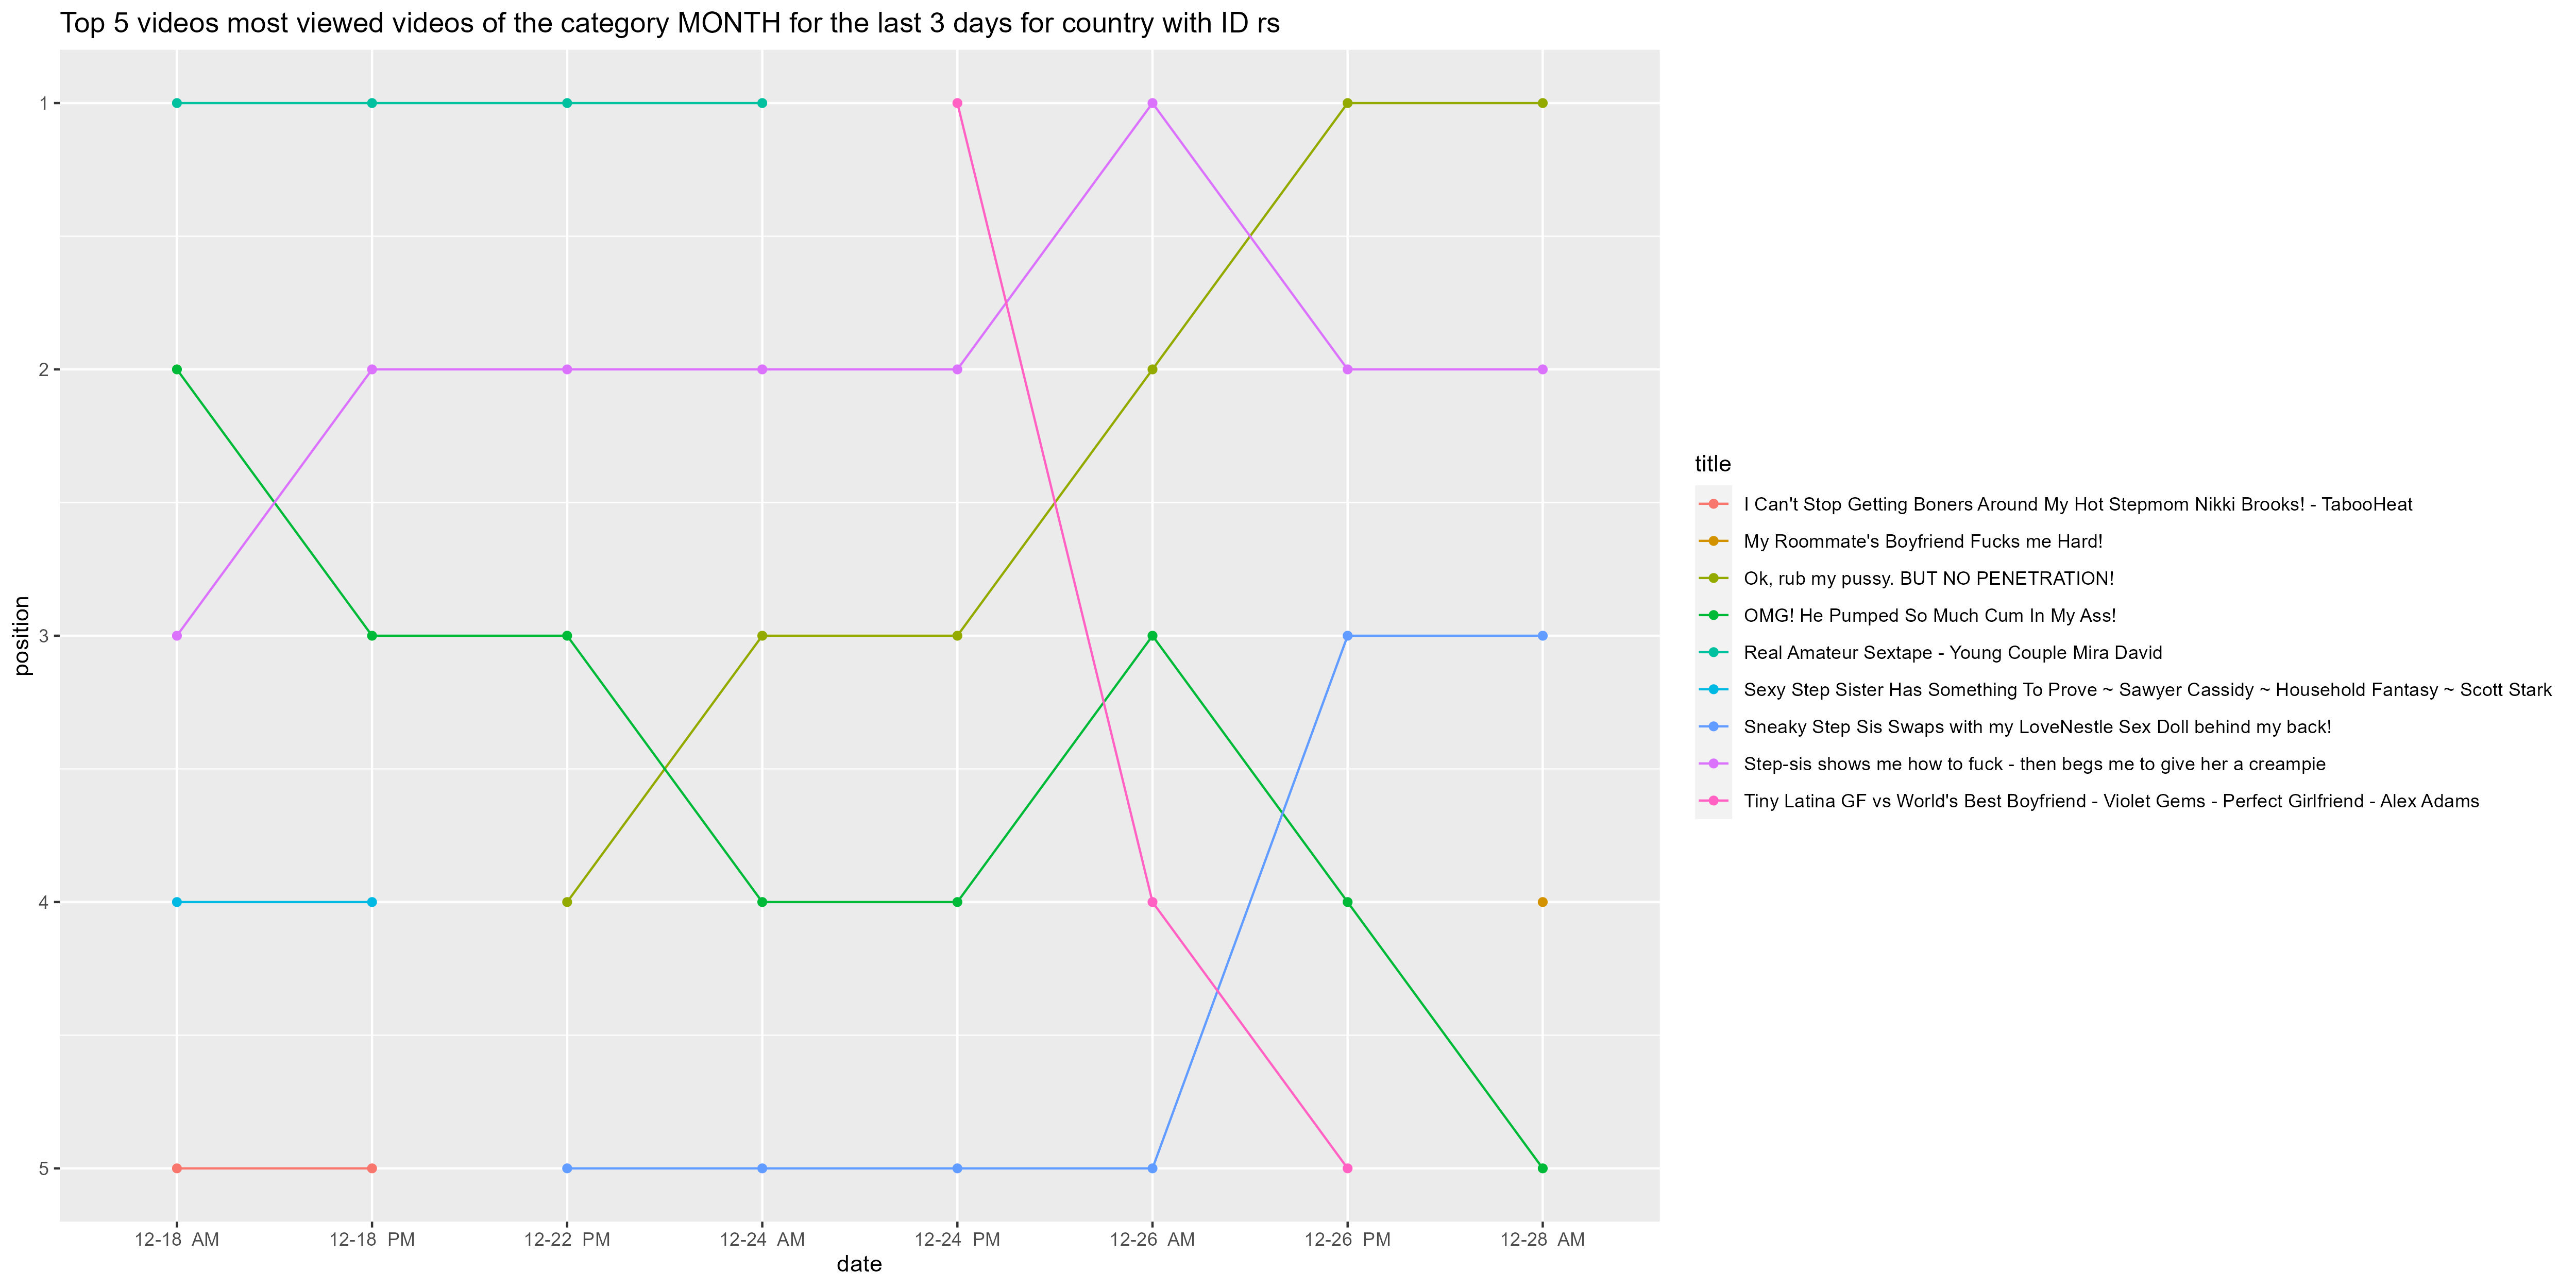 Top 5 videos most viewed videos of the category MONTH for the last 3 days for country with ID rs
position
1
2
3
4
5
12-18 AM
12-18 PM
12-22 PM
12-24 AM
12-24 PM
12-26 AM
12-26 PM
12-28 AM
date
title
I Can't Stop Getting Boners Around My Hot Stepmom Nikki Brooks! - TabooHeat
My Roommate's Boyfriend Fucks me Hard!
Ok, rub my pussy. BUT NO PENETRATION!
OMG! He Pumped So Much Cum In My Ass!
Real Amateur Sextape - Young Couple Mira David
Sexy Step Sister Has Something To Prove ~ Sawyer Cassidy ~ Household Fantasy ~ Scott Stark
Sneaky Step Sis Swaps with my LoveNestle Sex Doll behind my back!
Step-sis shows me how to fuck - then begs me to give her a creampie
Tiny Latina GF vs World's Best Boyfriend - Violet Gems - Perfect Girlfriend - Alex Adams